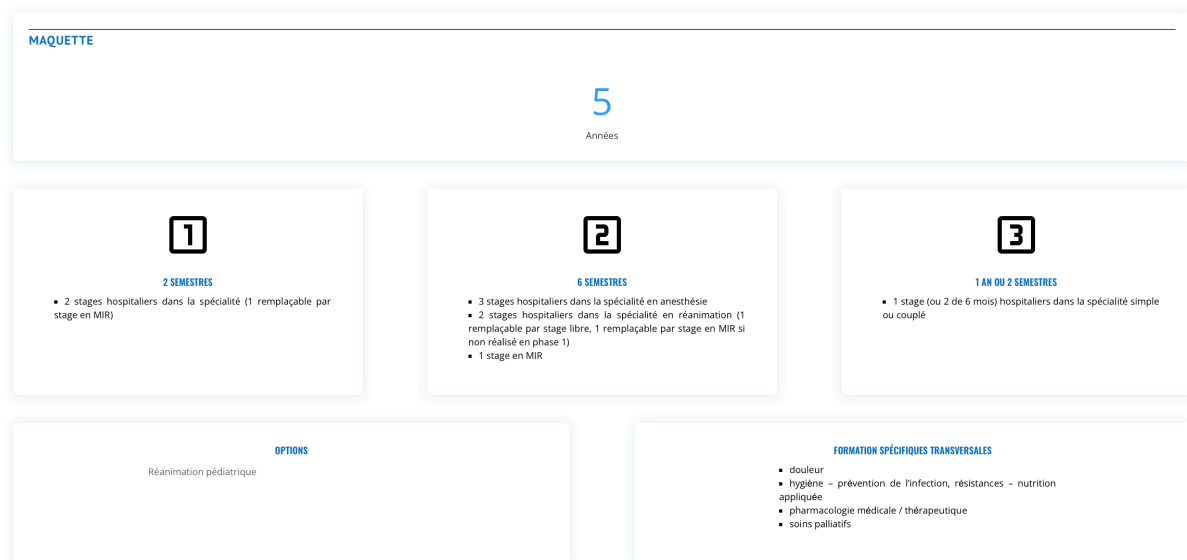 MAQUETTE
5
Années
1
2 SEMESTRES
▪ 2 stages hospitaliers dans la spécialité (1 remplaçable par
stage en MIR)
2
6 SEMESTRES
▪ 3 stages hospitaliers dans la spécialité en anesthésie
▪ 2 stages hospitaliers dans la spécialité en réanimation (1
remplaçable par stage libre, 1 remplaçable par stage en MIR si
non réalisé en phase 1)
▪ 1 stage en MIR
3
1 AN OU 2 SEMESTRES
▪ 1 stage (ou 2 de 6 mois) hospitaliers dans la spécialité simple
ou couplé
OPTIONS
Réanimation pédiatrique
FORMATION SPÉCIFIQUES TRANSVERSALES
▪ douleur
▪ hygiène – prévention de l'infection, résistances – nutrition
appliquée
▪ pharmacologie médicale / thérapeutique
▪ soins palliatifs